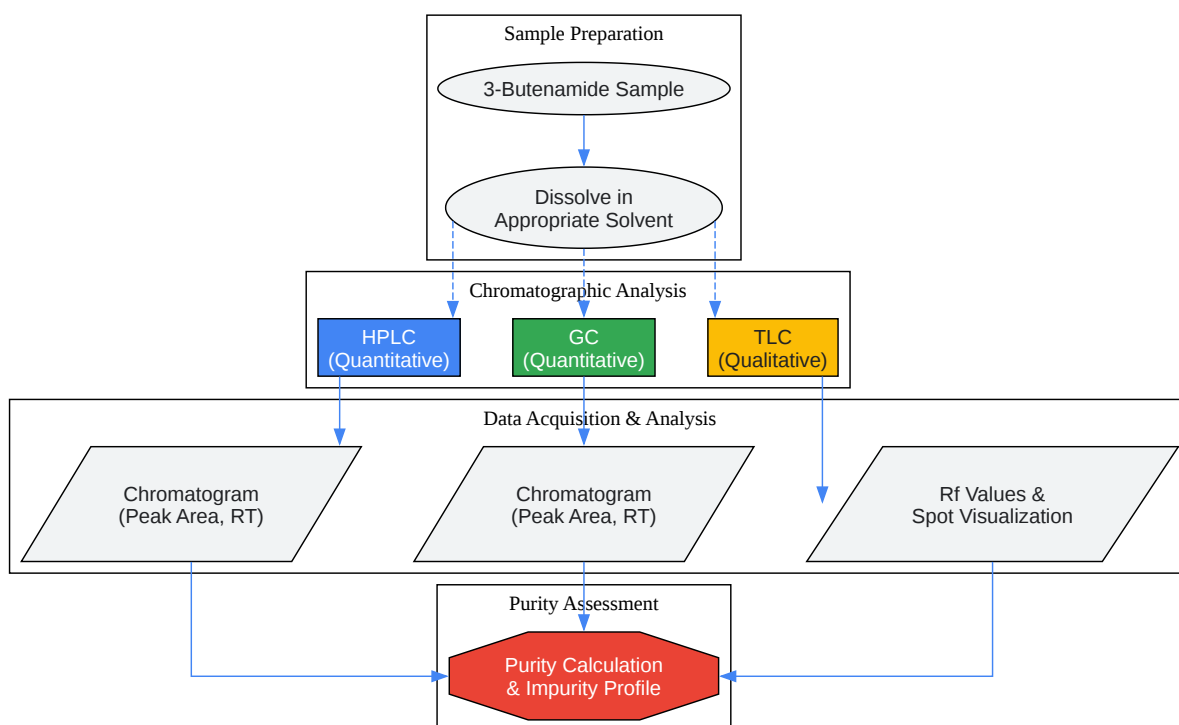 Sample Preparation
3-Butenamide Sample
Dissolve in
Appropriate Solvent
Chromatographic Analysis
HPLC
(Quantitative)
GC
(Quantitative)
TLC
(Qualitative)
Data Acquisition & Analysis
Chromatogram
(Peak Area, RT)
Chromatogram
(Peak Area, RT)
Rf Values &
Spot Visualization
Purity Assessment
Purity Calculation
& Impurity Profile